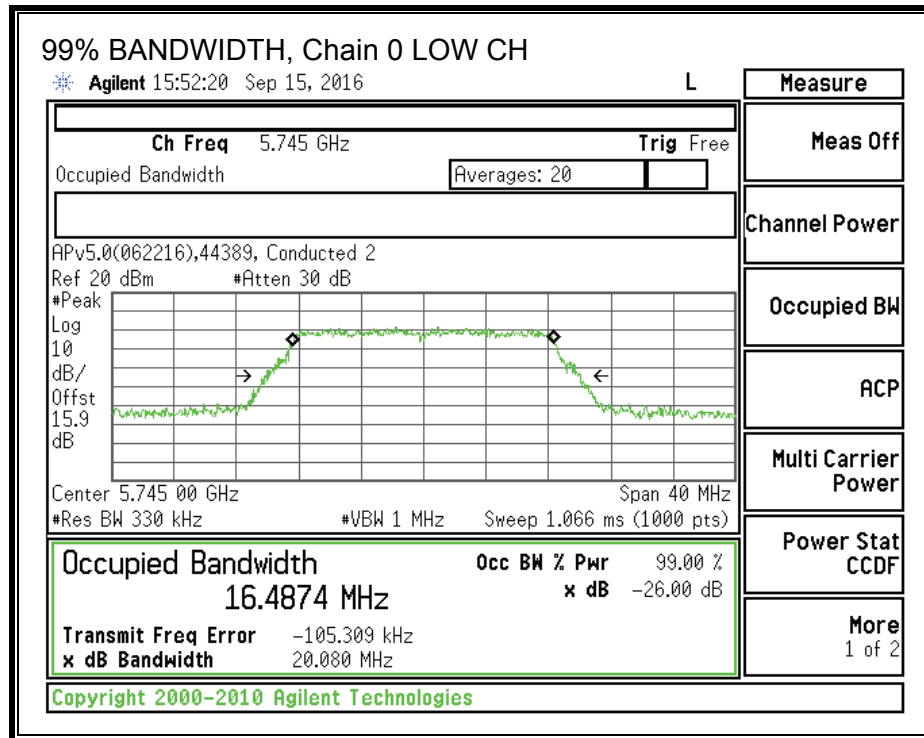 99% BANDWIDTH, Chain 0 LOW CH
Agilent 15:52:20 Sep 15, 2016 L
Ch Freq 5.745 GHz Trig Free
Occupied Bandwidth Averages: 20
APv5.0(062216),44389, Conducted 2
Ref 20 dBm #Atten 30 dB
#Peak
Log
10
dB/
Offst
15.9
dB
Center 5.745 00 GHz Span 40 MHz
#Res BW 330 kHz #VBW 1 MHz Sweep 1.066 ms (1000 pts)
Occupied Bandwidth Occ BW % Pwr 99.00 %
16.4874 MHz x dB -26.00 dB
Transmit Freq Error -105.309 kHz
x dB Bandwidth 20.080 MHz
Copyright 2000-2010 Agilent Technologies
Measure
Meas Off
Channel Power
Occupied BW
ACP
Multi Carrier
Power
Power Stat
CCDF
More
1 of 2